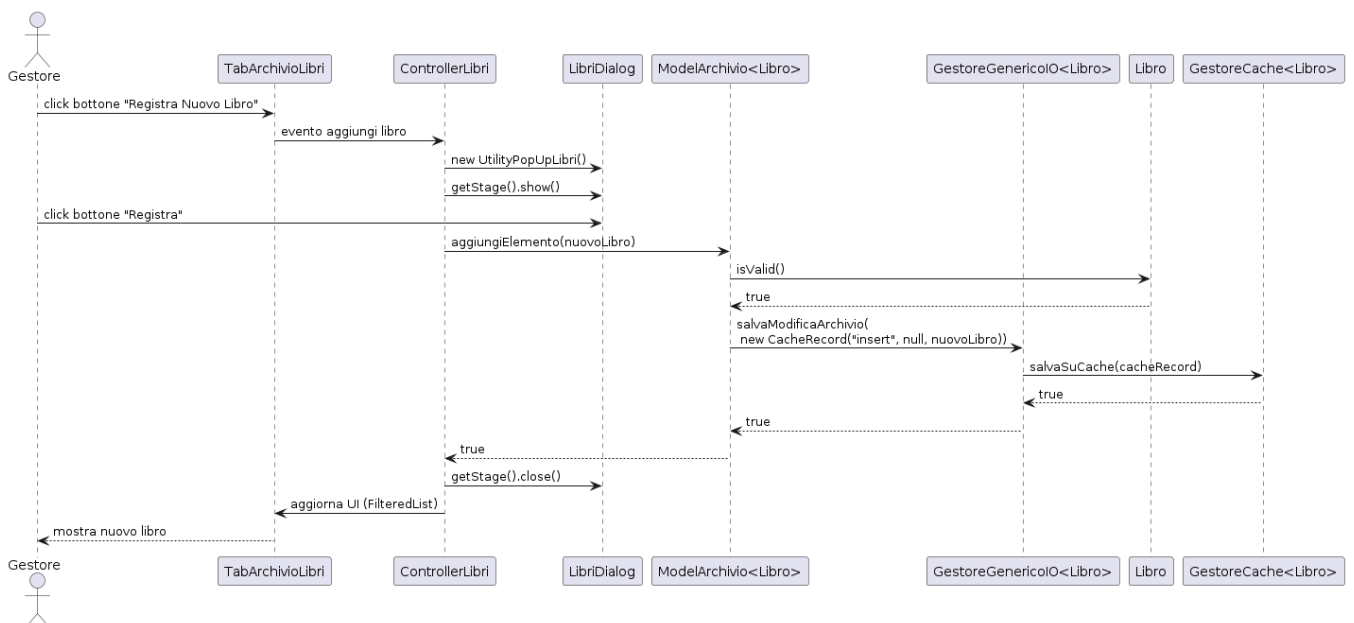 Gestore
TabArchivioLibri
ControllerLibri
LibriDialog
ModelArchivio<Libro>
GestoreGenericoIO<Libro>
Libro
GestoreCache<Libro>
click bottone "Registra Nuovo Libro"
evento aggiungi libro
new UtilityPopUpLibri()
getStage().show()
click bottone "Registra"
aggiungiElemento(nuovoLibro)
isValid()
true
salvaModificaArchivio(
new CacheRecord("insert", null, nuovoLibro))
salvaSuCache(cacheRecord)
true
true
true
getStage().close()
aggiorna UI (FilteredList)
mostra nuovo libro
Gestore
TabArchivioLibri
ControllerLibri
LibriDialog
ModelArchivio<Libro>
GestoreGenericoIO<Libro>
Libro
GestoreCache<Libro>